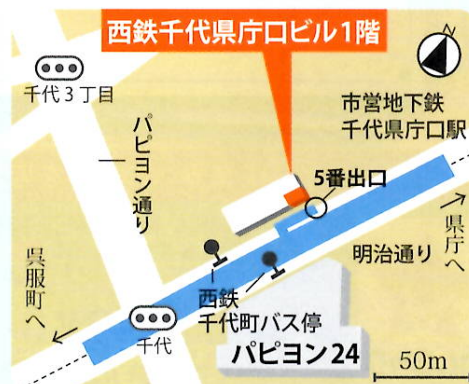 西鉄千代県庁口ビル1階
N
千代3丁目
市営地下鉄
千代県庁口駅
パピヨン通り
5番出口
県庁へ
明治通り
呉服町へ
西鉄
千代町バス停
千代
パピヨン24
50m